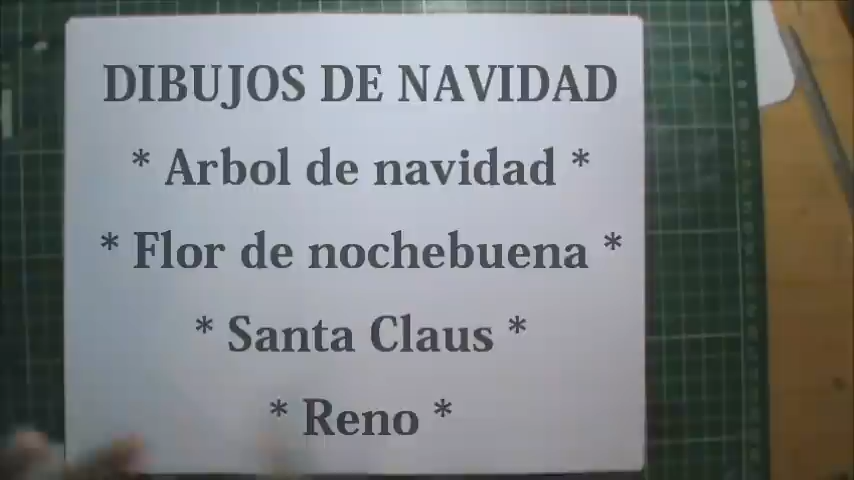 DIBUJOS DE NAVIDAD
* Arbol de navidad *
* Flor de nochebuena *
* Santa Claus *
* Reno *